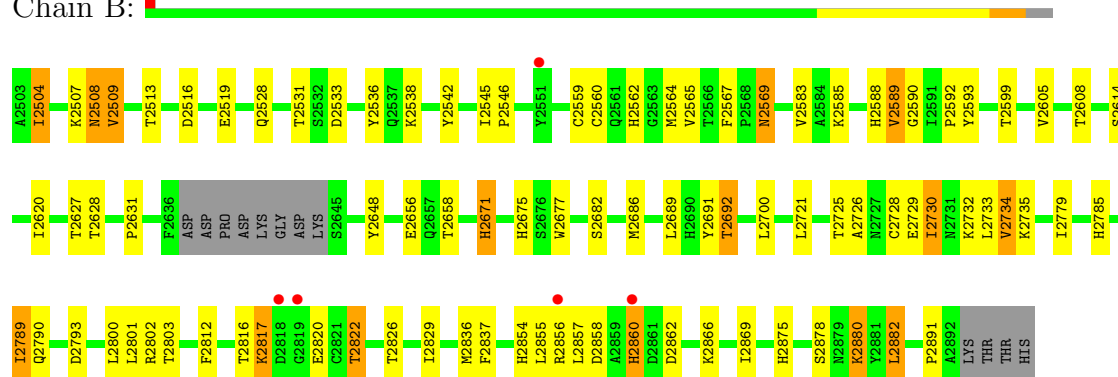 Chain B:
A2503 I2504 K2507 N2508 V2509 T2513 D2516 E2519 Q2528 T2531 S2532 D2533 Y2536 Q2537 K2538 Y2542 I2545 P2546 Y2551 C2559 C2560 Q2561 H2562 G2563 M2564 V2565 T2566 F2567 P2568 N2569 V2583 A2584 K2585 H2588 V2589 G2590 I2591 P2592 Y2593 T2599 V2605 T2608 S2614
I2620 T2627 T2628 P2631 F2636 ASP ASP PRO ASP LYS GLY ASP LYS S2645 Y2648 E2656 Q2657 T2658 H2671 H2675 S2676 W2677 S2682 M2686 L2689 H2690 Y2691 T2692 L2700 L2721 T2725 A2726 N2727 C2728 E2729 I2730 N2731 K2732 L2733 V2734 K2735 I2779 H2785
I2789 Q2790 D2793 L2800 L2801 R2802 T2803 F2812 T2816 K2817 D2818 G2819 E2820 C2821 T2822 T2826 I2829 M2836 F2837 H2854 L2855 R2856 L2857 D2858 A2859 H2860 D2861 D2862 K2866 I2869 H2875 S2878 N2879 K2880 Y2881 L2882 P2891 A2892 LYS THR THR HIS